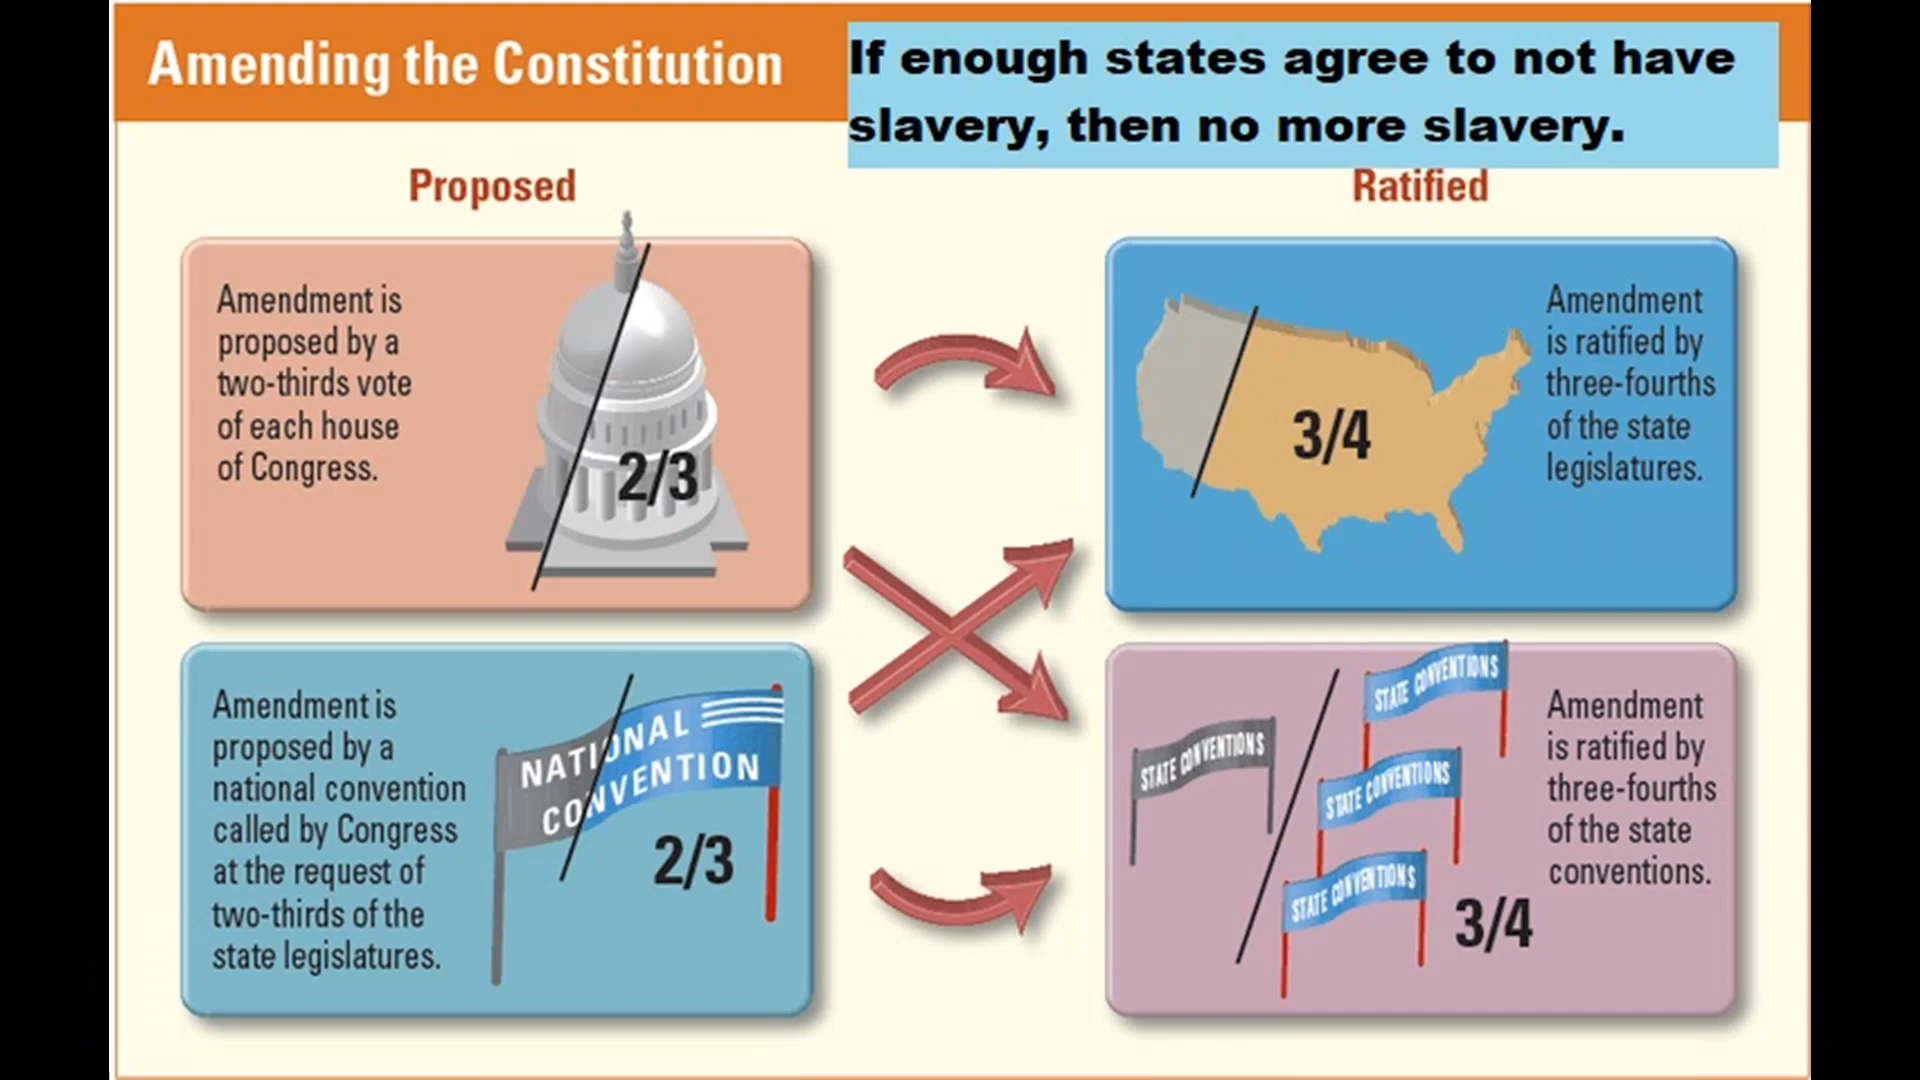 Amending the Constitution
If enough states agree to not have
slavery, then no more slavery.
Proposed
Ratified
Amendment is
proposed by a
two-thirds vote
of each house
of Congress.
2/3
Amendment
is ratified by
three-fourths
of the state
legislatures.
3/4
Amendment is
proposed by a
national convention
called by Congress
at the request of
two-thirds of the
state legislatures.
NATIONAL
CONVENTION
2/3
STATE CONVENTIONS
STATE CONVENTIONS
STATE CONVENTIONS
STATE CONVENTIONS
3/4
Amendment
is ratified by
three-fourths
of the state
conventions.